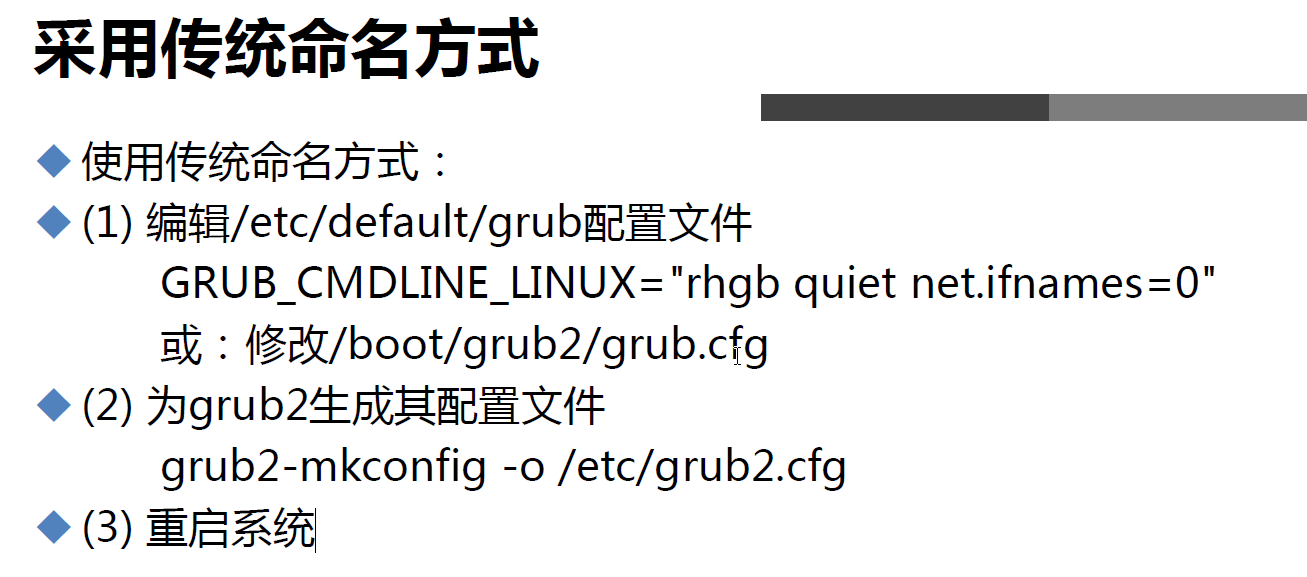 采用传统命名方式
使用传统命名方式：
(1) 编辑/etc/default/grub配置文件
GRUB_CMDLINE_LINUX="rhgb quiet net.ifnames=0"
或：修改/boot/grub2/grub.cfg
(2) 为grub2生成其配置文件
grub2-mkconfig -o /etc/grub2.cfg
(3) 重启系统